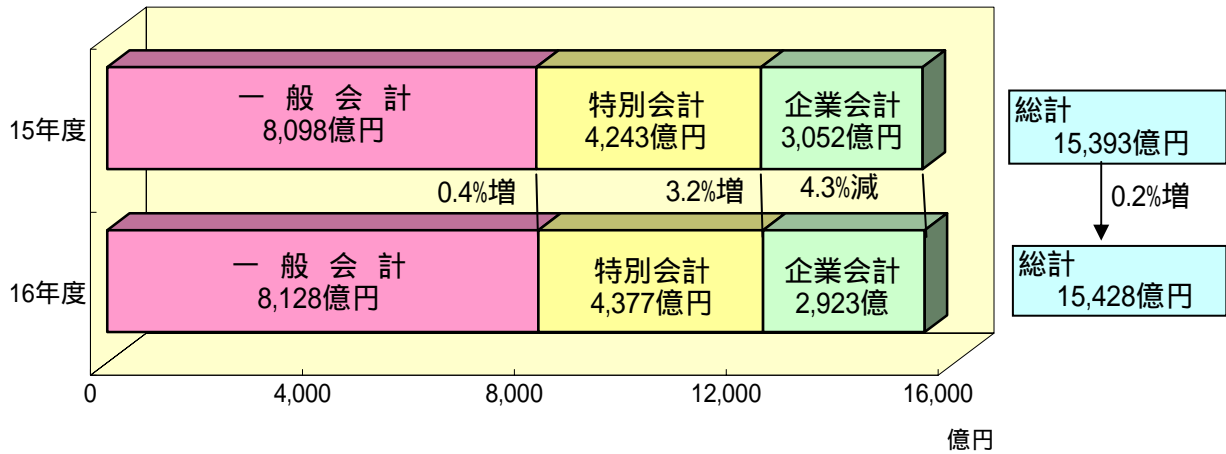 15年度
一 般 会 計
8,098億円
特別会計
4,243億円
企業会計
3,052億円
総計
15,393億円
0.4%増
3.2%増
4.3%減
0.2%増
16年度
一 般 会 計
8,128億円
特別会計
4,377億円
企業会計
2,923億
総計
15,428億円
0
4,000
8,000
12,000
16,000
億円